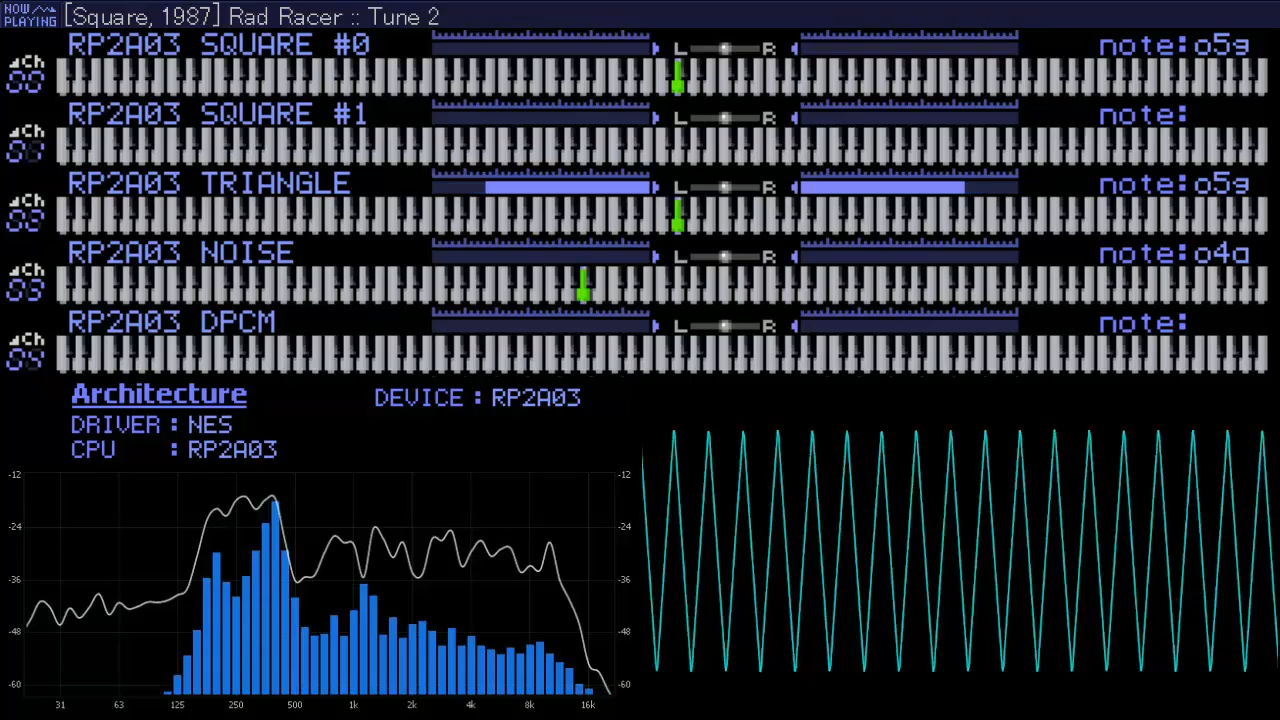 NOW PLAYING [Square, 1987] Rad Racer :: Tune 2
RP2A03 SQUARE #0 L R note:o5g
Ch 00
RP2A03 SQUARE #1 L R note:
Ch 01
RP2A03 TRIANGLE L R note:o5g
Ch 02
RP2A03 NOISE L R note:o4a
Ch 03
RP2A03 DPCM L R note:
Ch 04
Architecture
DEVICE : RP2A03
DRIVER : NES
CPU : RP2A03
-12 -12
-24 -24
-36 -36
-48 -48
-60 -60
31 63 125 250 500 1k 2k 4k 8k 16k